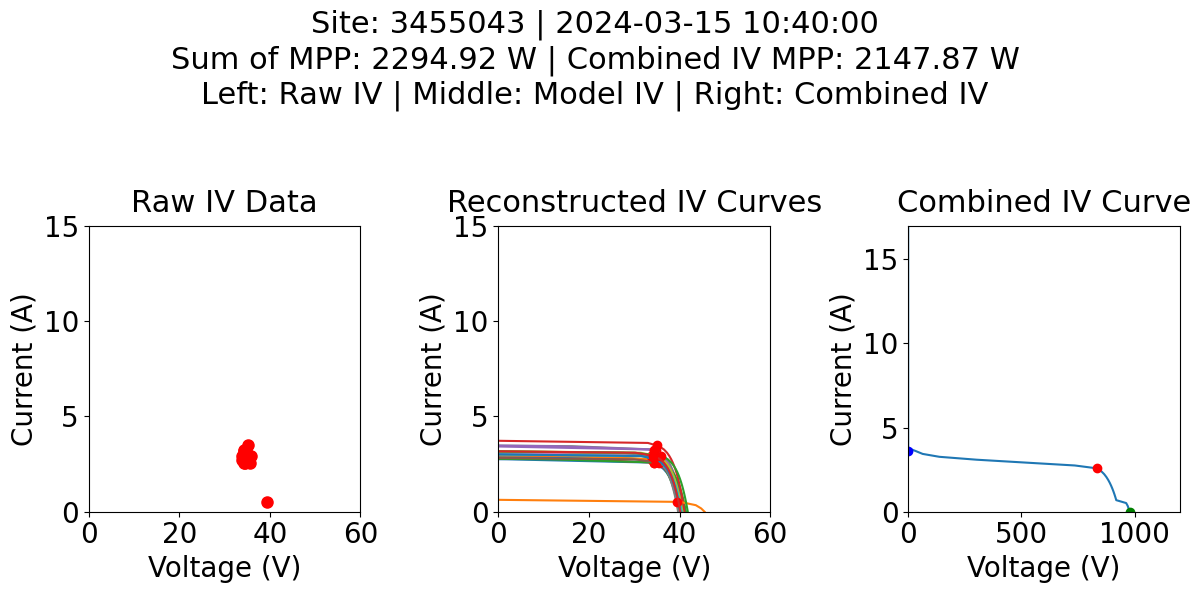 Site: 3455043 | 2024-03-15 10:40:00
Sum of MPP: 2294.92 W | Combined IV MPP: 2147.87 W
Left: Raw IV | Middle: Model IV | Right: Combined IV
Raw IV Data
15
10
5
0
0 20 40 60
Current (A)
Voltage (V)
Reconstructed IV Curves
15
10
5
0
0 20 40 60
Current (A)
Voltage (V)
Combined IV Curve
15
10
5
0
0 500 1000
Current (A)
Voltage (V)